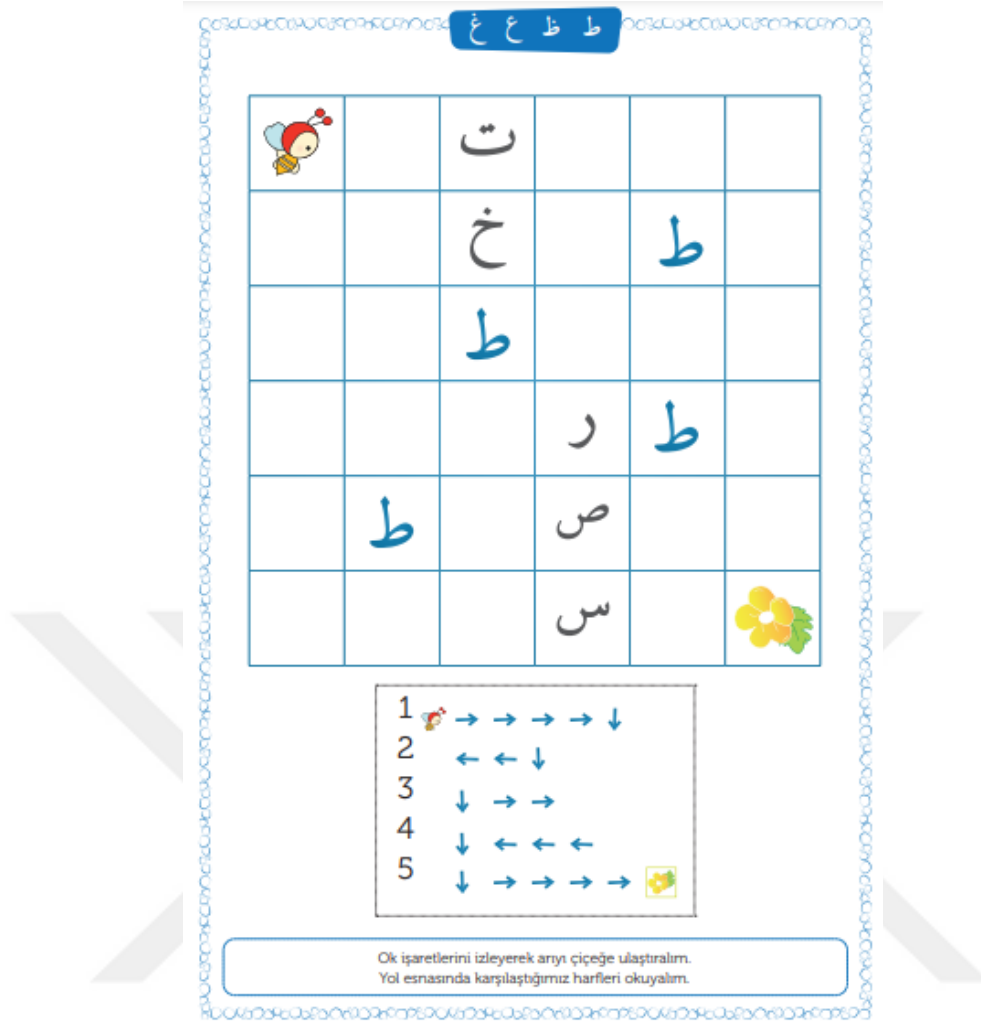 ط ظ ع غ
ت
خ ط
ط
ر ط
ط ص
س
1 → → → → ↓
2 ← ← ↓
3 ↓ → →
4 ↓ ← ← ←
5 ↓ → → → →
Ok işaretlerini izleyerek arıyı çiçeğe ulaştıralım.
Yol esnasında karşılaştığımız harfleri okuyalım.